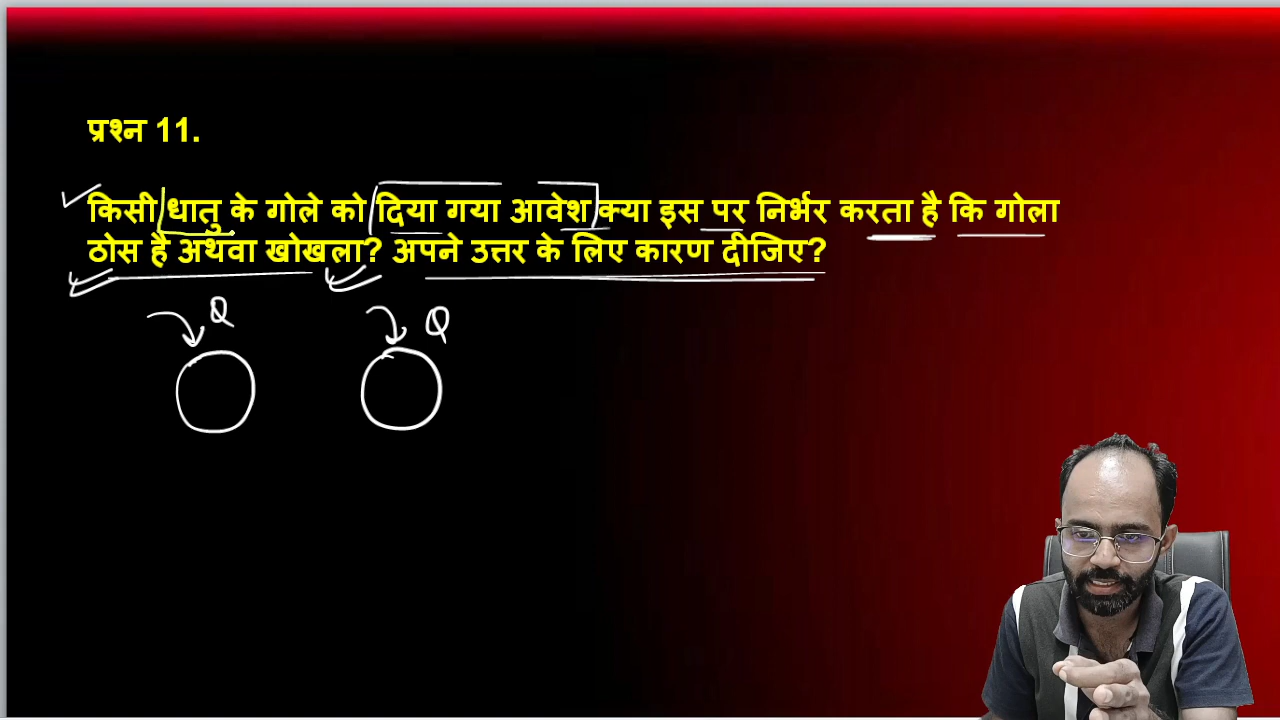 प्रश्न 11.
किसी धातु के गोले को दिया गया आवेश क्या इस पर निर्भर करता है कि गोला
ठोस है अथवा खोखला? अपने उत्तर के लिए कारण दीजिए?
Q Q